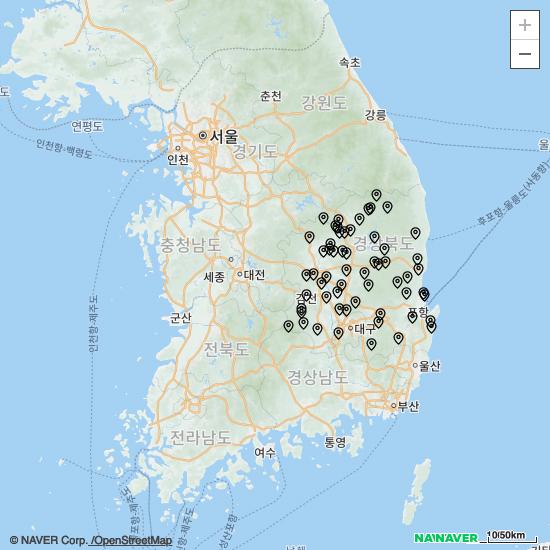 +
−
속초
춘천
강원도
강릉
도
연평도
서울
인천
경기도
인천항-백령도
울
후포항-울릉도(사동항)
충청남도
경상북도
세종
대전
김천
포항
군산
전북도
대구
인천항-제주도
경상남도
울산
부산
전라남도
여수
통영
© NAVER Corp. /OpenStreetMap
NAVER
10/50km